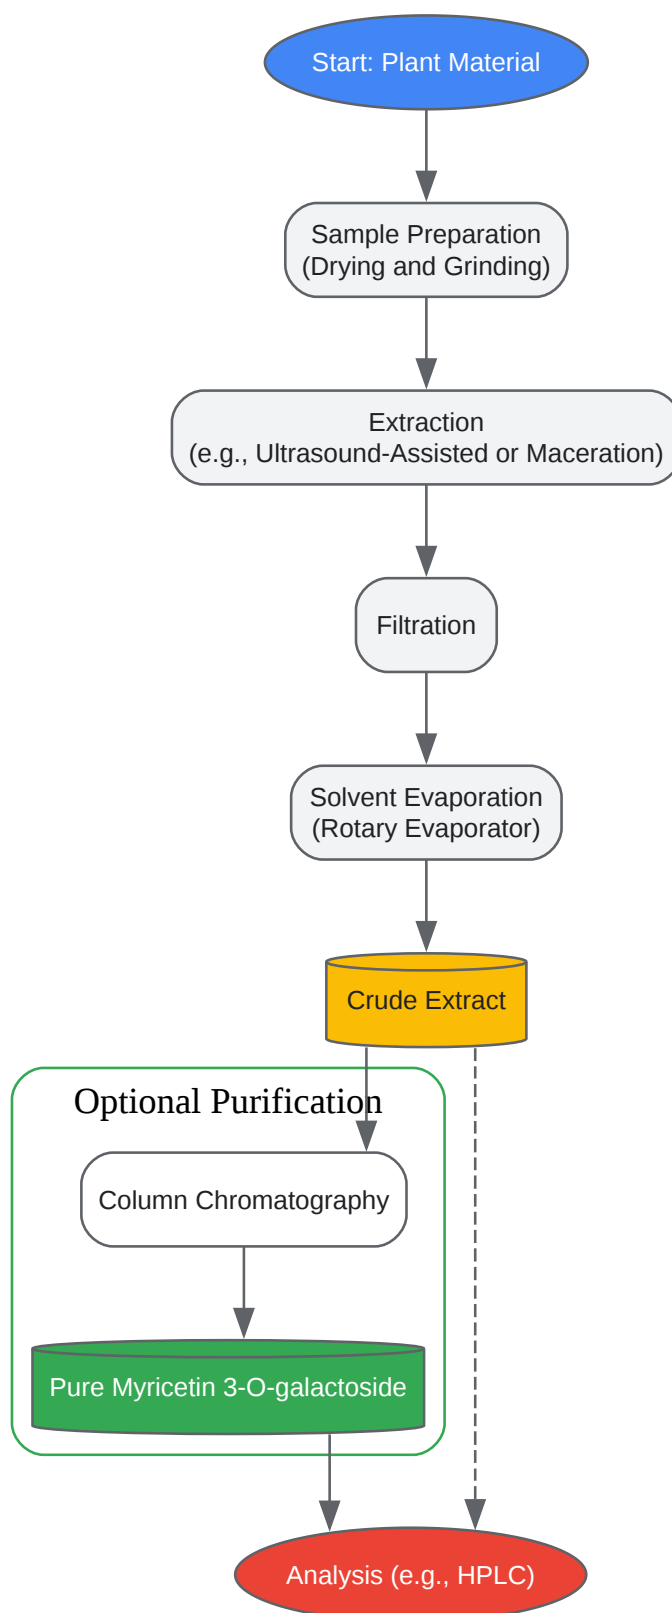 Start: Plant Material
Sample Preparation
(Drying and Grinding)
Extraction
(e.g., Ultrasound-Assisted or Maceration)
Filtration
Solvent Evaporation
(Rotary Evaporator)
Crude Extract
Optional Purification
Column Chromatography
Pure Myricetin 3-O-galactoside
Analysis (e.g., HPLC)